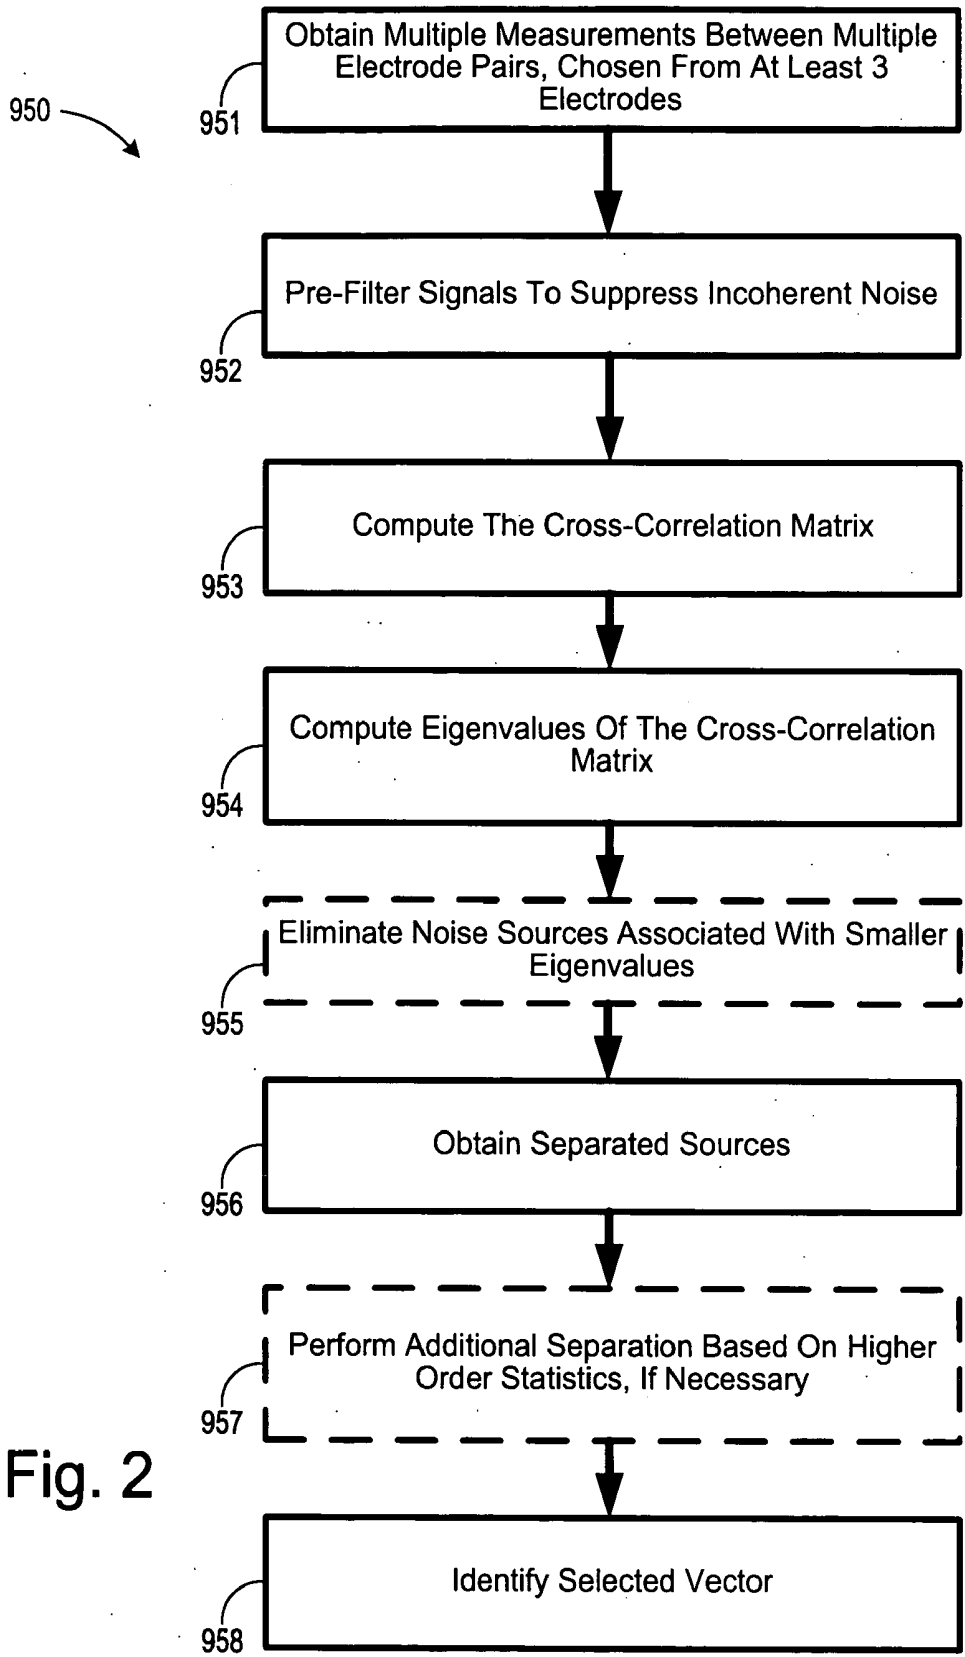 Obtain Multiple Measurements Between Multiple
Electrode Pairs, Chosen From At Least 3
Electrodes
950
951
Pre-Filter Signals To Suppress Incoherent Noise
952
Compute The Cross-Correlation Matrix
953
Compute Eigenvalues Of The Cross-Correlation
Matrix
954
Eliminate Noise Sources Associated With Smaller
Eigenvalues
955
Obtain Separated Sources
956
Perform Additional Separation Based On Higher
Order Statistics, If Necessary
957
Fig. 2
Identify Selected Vector
958